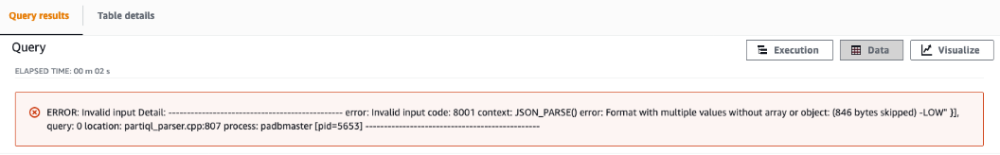 Query results
Table details
Query
Execution
Data
Visualize
ELAPSED TIME: 00 m 02 s
ERROR: Invalid input Detail: ----------------------------------------------- error: Invalid input code: 8001 context: JSON_PARSE() error: Format with multiple values without array or object: (846 bytes skipped) -LOW" }],
query: 0 location: partiql_parser.cpp:807 process: padbmaster [pid=5653] -----------------------------------------------